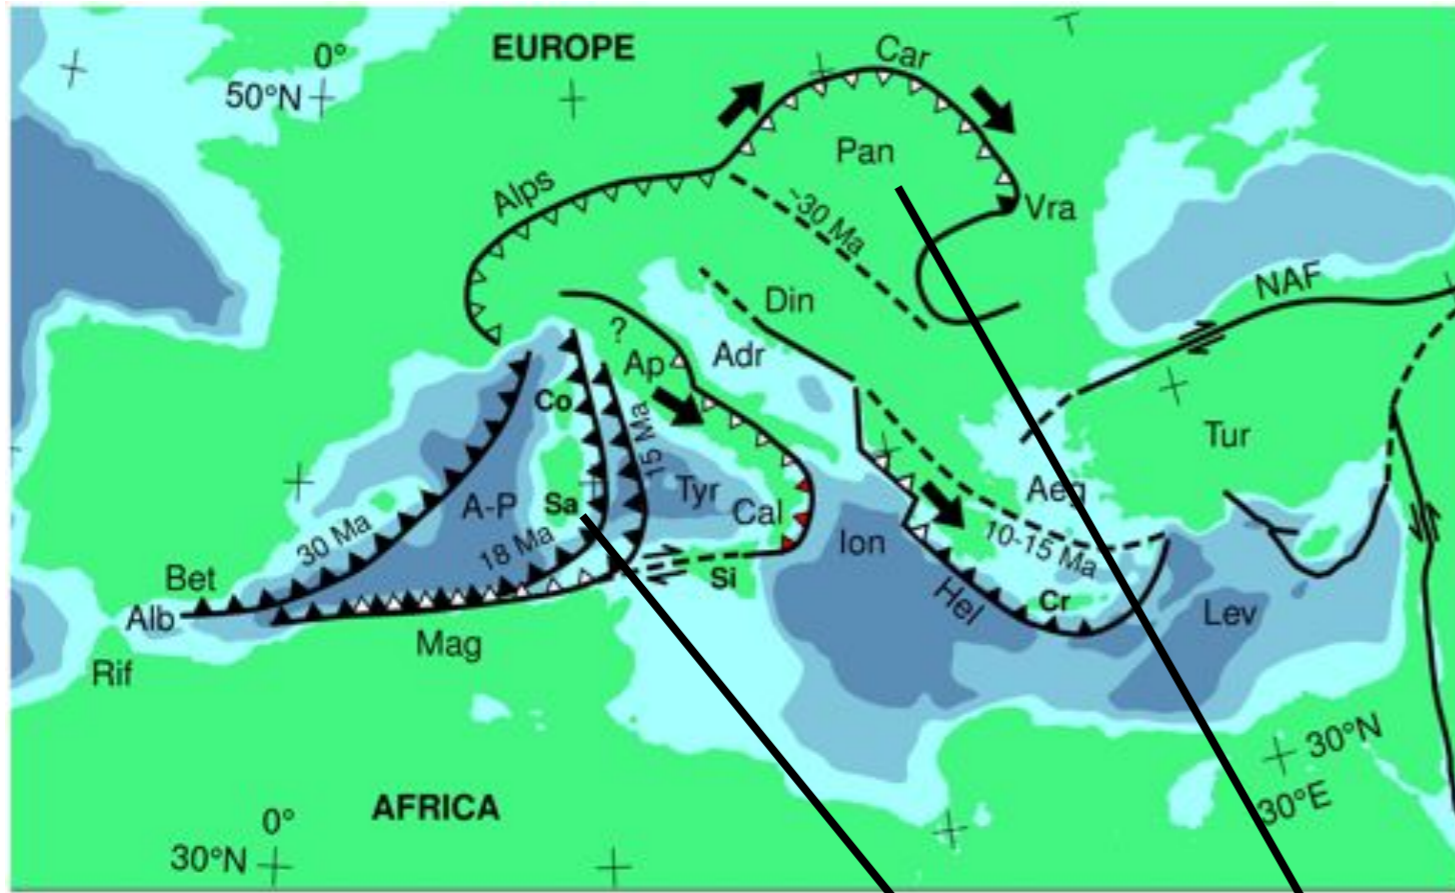 EUROPE
Car
0°
50°N
Pan
Alps
Vra
~30 Ma
NAF
Din
?
Ap
Adr
Co
15 Ma
Tur
A-P
Sa
Tyr
Cal
Aeg
30 Ma
18 Ma
Ion
10-15 Ma
Bet
Si
Cr
Alb
Hel
Lev
Mag
Rif
30°N
30°E
AFRICA
0°
30°N